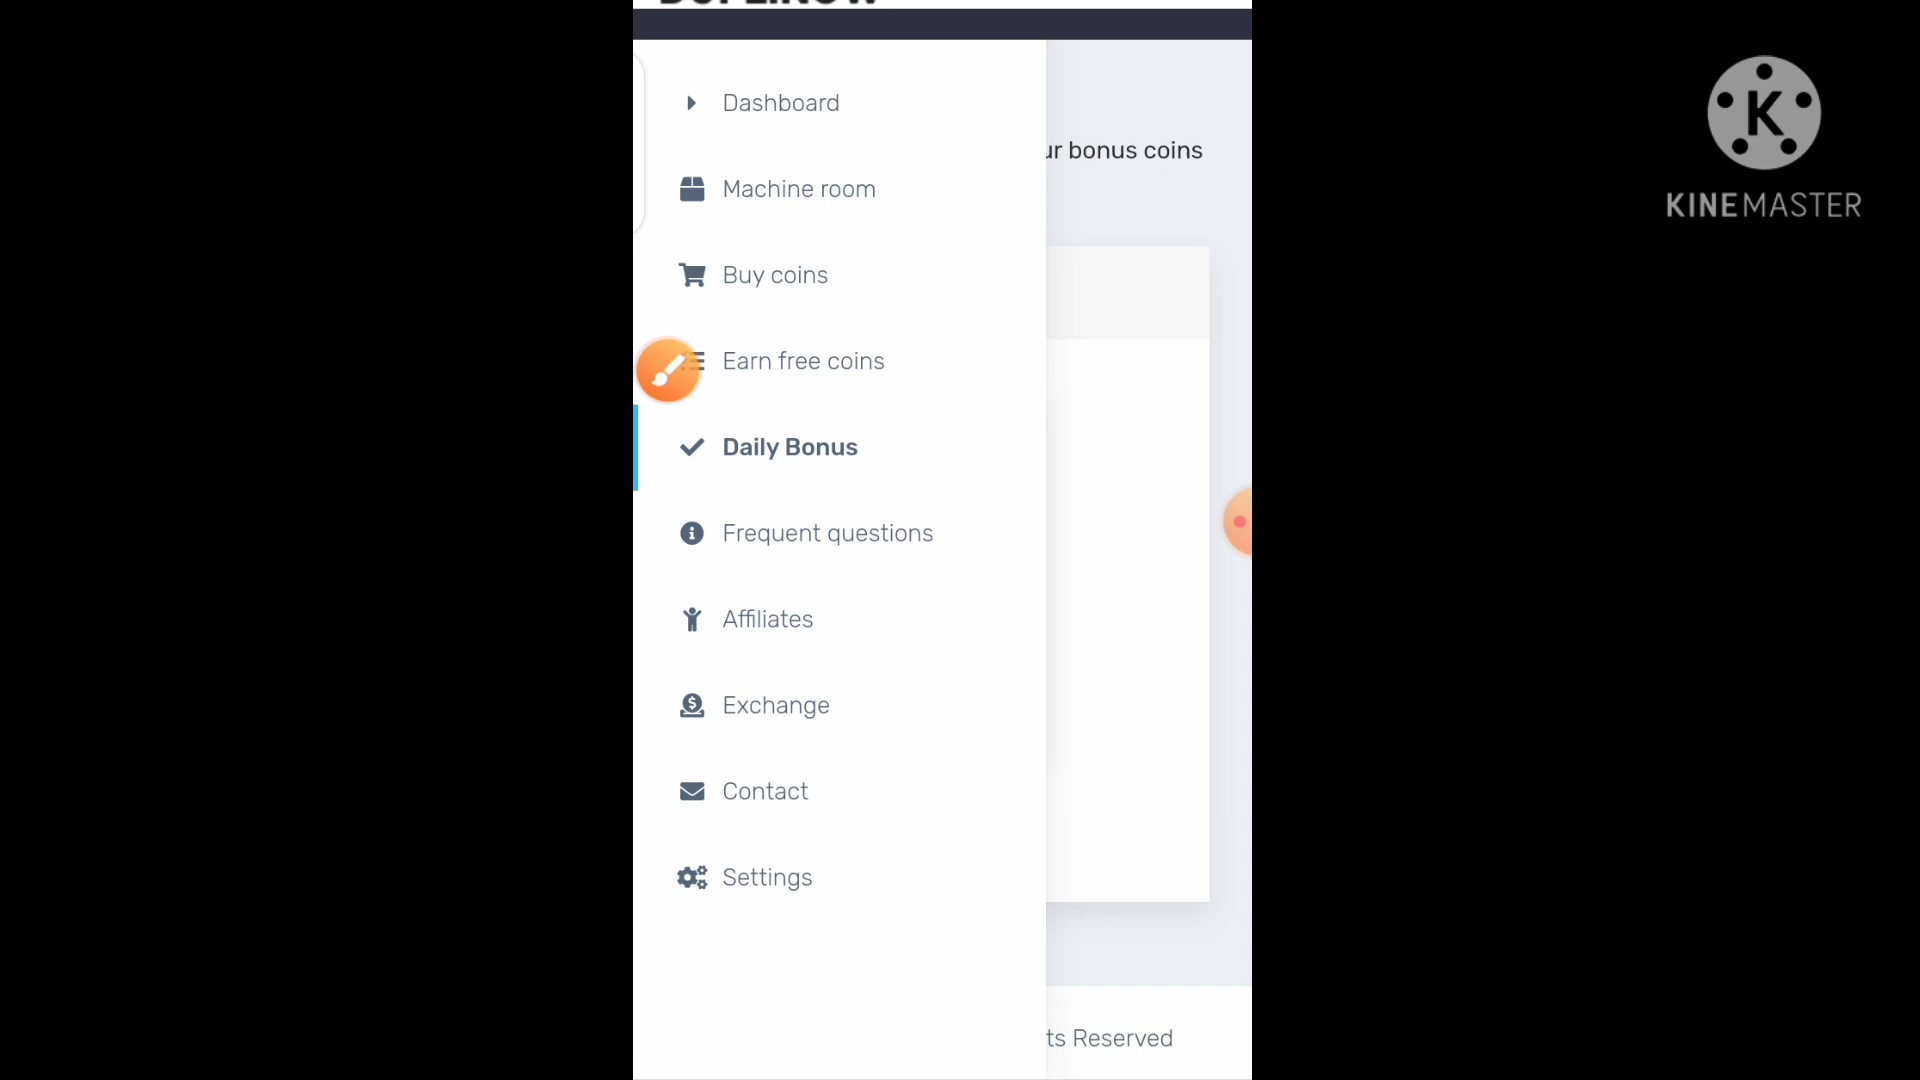 Dashboard
ur bonus coins
Machine room
Buy coins
Earn free coins
Daily Bonus
Frequent questions
Affiliates
Exchange
Contact
Settings
ts Reserved
K
KINEMASTER